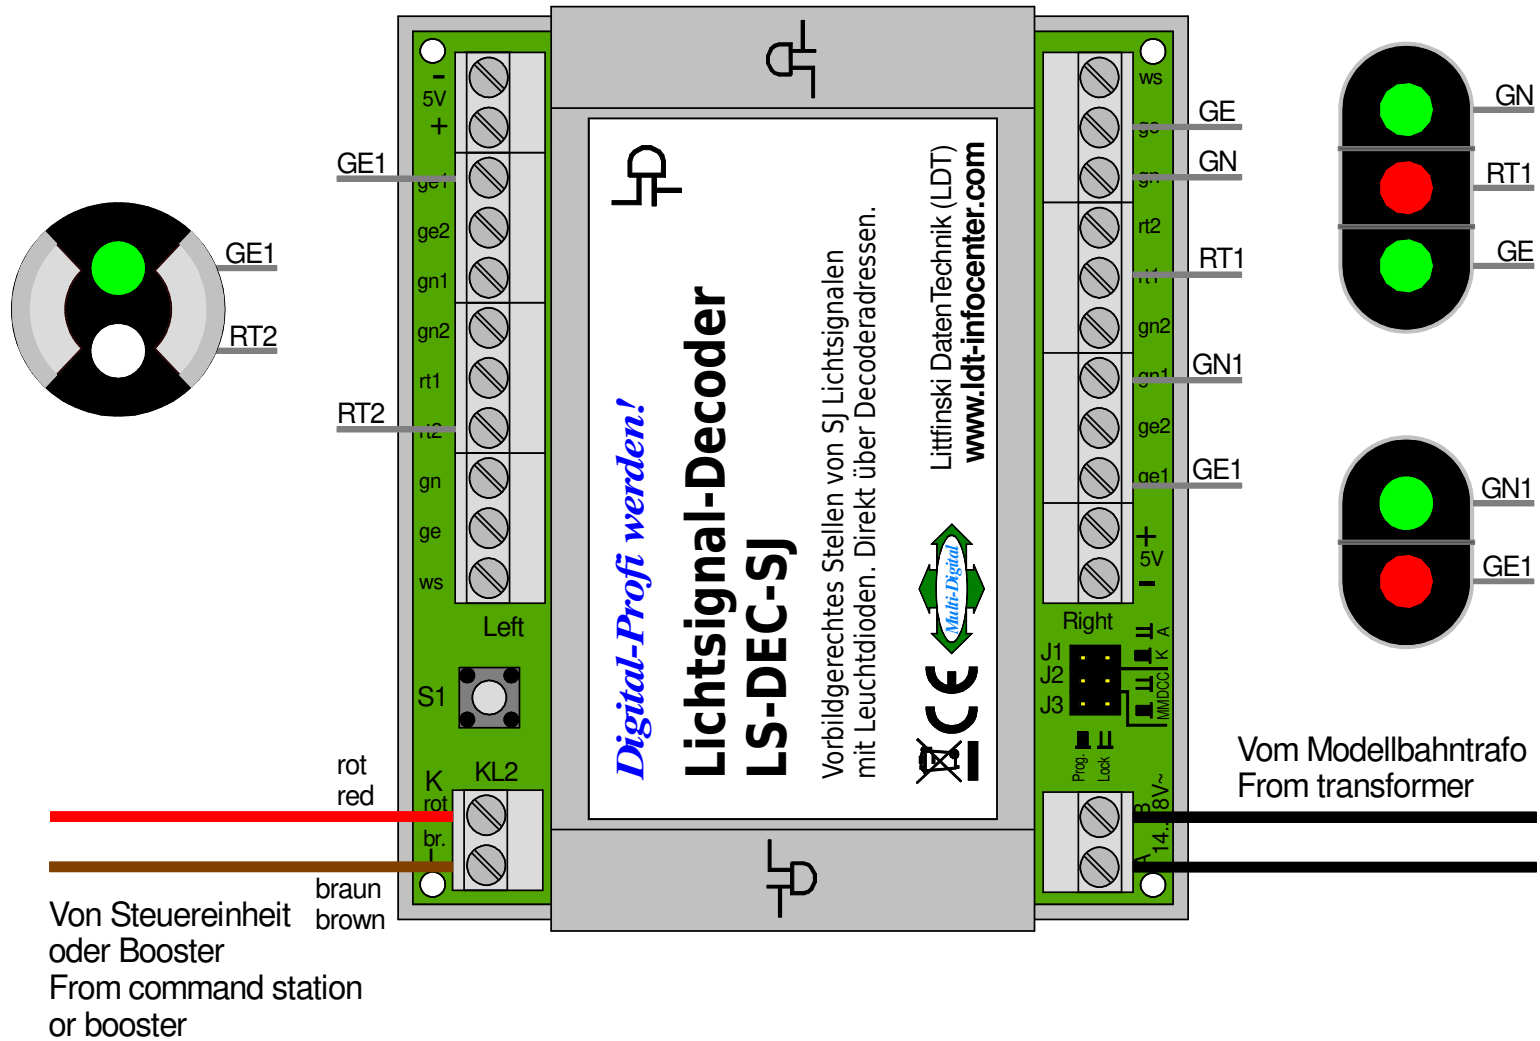 -
5V
+
GE1
ge1
ge2
gn1
gn2
rt1
RT2
rt2
gn
ge
ws
Left
S1
KL2
K
rot
br.
GE1
RT2
rot
red
braun
brown
Von Steuereinheit
oder Booster
From command station
or booster
Digital-Profi werden!
Lichtsignal-Decoder
LS-DEC-SJ
Vorbildgerechtes Stellen von SJ Lichtsignalen
mit Leuchtdioden. Direkt über Decoderadressen.
Littfinski DatenTechnik (LDT)
www.ldt-infocenter.com
Multi-Digital
CE
ws
GE
ge
GN
gn
rt2
RT1
rt1
gn2
GN1
gn1
ge2
GE1
ge1
+
5V
-
Right
J1
J2
J3
A
K
MMDCC
Prog.
Lock
B
A
Vom Modellbahntrafo
From transformer
GN
RT1
GE
GN1
GE1